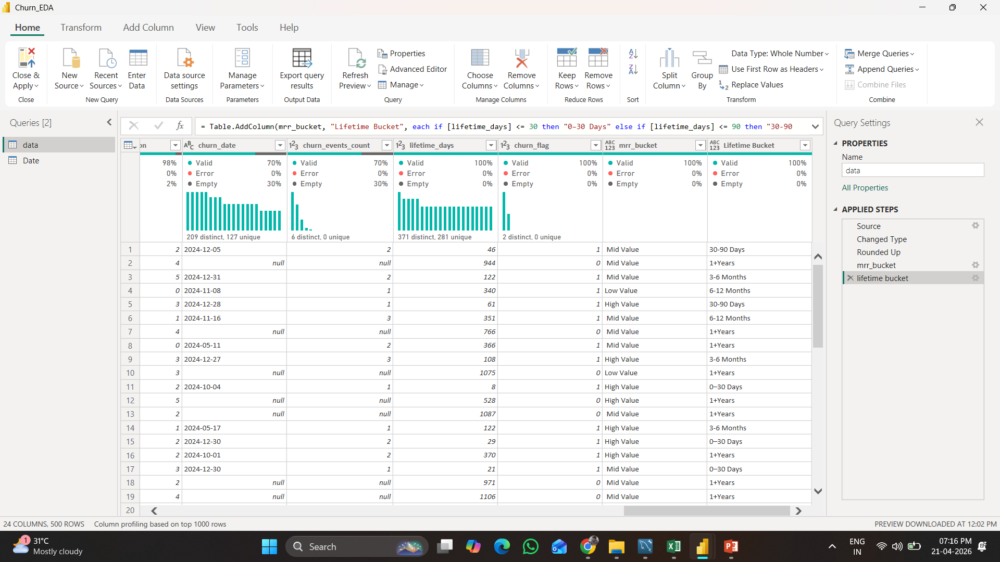 Churn_EDA
Home Transform Add Column View Tools Help
Close & Apply
Close
New Source
Recent Sources
Enter Data
New Query
Data source settings
Data Sources
Manage Parameters
Parameters
Export query results
Output Data
Refresh Preview
Properties
Advanced Editor
Manage
Query
Choose Columns
Remove Columns
Manage Columns
Keep Rows
Remove Rows
Reduce Rows
Sort
Split Column
Group By
Data Type: Whole Number
Use First Row as Headers
Replace Values
Transform
Merge Queries
Append Queries
Combine Files
Combine
Queries [2]
data
Date
fx
= Table.AddColumn(mrr_bucket, "Lifetime Bucket", each if [lifetime_days] <= 30 then "0–30 Days" else if [lifetime_days] <= 90 then "30-90
on ABC churn_date 123 churn_events_count 123 lifetime_days 123 churn_flag ABC 123 mrr_bucket ABC 123 Lifetime Bucket
98% Valid 70% Valid 70% Valid 100% Valid 100% Valid 100% Valid 100%
0% Error 0% Error 0% Error 0% Error 0% Error 0% Error 0%
2% Empty 30% Empty 30% Empty 0% Empty 0% Empty 0% Empty 0%
209 distinct, 127 unique 6 distinct, 0 unique 371 distinct, 281 unique 2 distinct, 0 unique
1 2 2024-12-05 2 46 1 Mid Value 30-90 Days
2 4 null null 944 0 Mid Value 1+Years
3 5 2024-12-31 2 122 1 Mid Value 3-6 Months
4 0 2024-11-08 1 340 1 Low Value 6-12 Months
5 3 2024-12-28 1 61 1 High Value 30-90 Days
6 1 2024-11-16 3 351 1 Mid Value 6-12 Months
7 4 null null 766 0 Mid Value 1+Years
8 0 2024-05-11 2 366 1 Mid Value 1+Years
9 3 2024-12-27 3 108 1 High Value 3-6 Months
10 3 null null 1075 0 Low Value 1+Years
11 2 2024-10-04 1 8 1 High Value 0–30 Days
12 5 null null 528 0 High Value 1+Years
13 2 null null 1087 0 Mid Value 1+Years
14 1 2024-05-17 1 122 1 High Value 3-6 Months
15 2 2024-12-30 2 29 1 High Value 0–30 Days
16 2 2024-10-01 2 370 1 High Value 1+Years
17 3 2024-12-30 1 21 1 Mid Value 0–30 Days
18 2 null null 971 0 Mid Value 1+Years
19 4 null null 1106 0 Mid Value 1+Years
20
Query Settings
PROPERTIES
Name
data
All Properties
APPLIED STEPS
Source
Changed Type
Rounded Up
mrr_bucket
lifetime bucket
24 COLUMNS, 500 ROWS Column profiling based on top 1000 rows PREVIEW DOWNLOADED AT 12:02 PM
1
31°C
Mostly cloudy
Search
ENG
IN
07:16 PM
21-04-2026